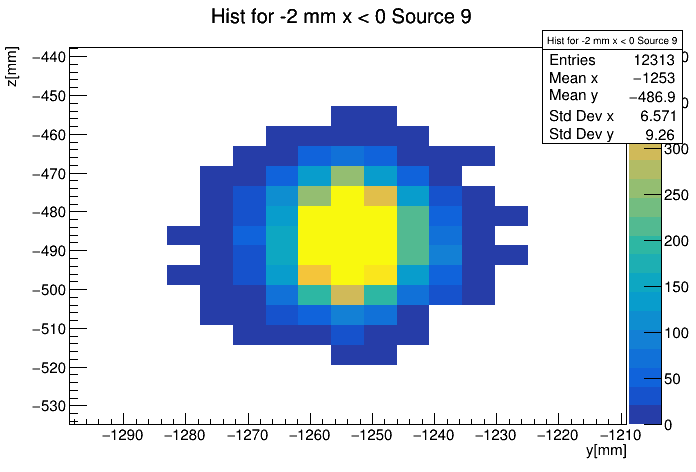 Hist for -2 mm x < 0 Source 9
Hist for -2 mm x < 0 Source 9
Entries 12313
Mean x −1253
Mean y −486.9
Std Dev x 6.571
Std Dev y 9.26
z[mm]
−440
−450
−460
−470
−480
−490
−500
−510
−520
−530
−1290
−1280
−1270
−1260
−1250
−1240
−1230
−1220
−1210
y[mm]
300
250
200
150
100
50
0